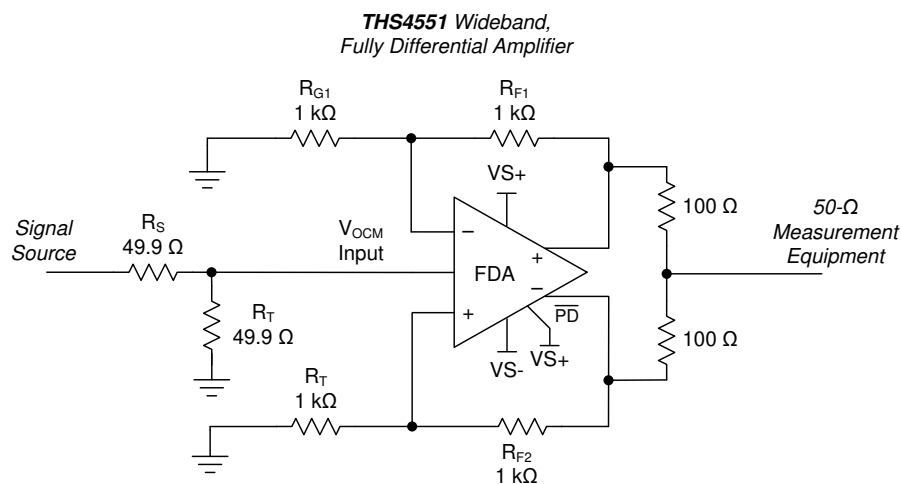 THS4551 Wideband,
Fully Differential Amplifier
RG1
1 kΩ
RF1
1 kΩ
VS+
100 Ω
Signal
Source
RS
49.9 Ω
VOCM
Input
−
+
FDA
+
−
50-Ω
Measurement
Equipment
RT
49.9 Ω
PD
VS-
VS+
100 Ω
RT
1 kΩ
RF2
1 kΩ